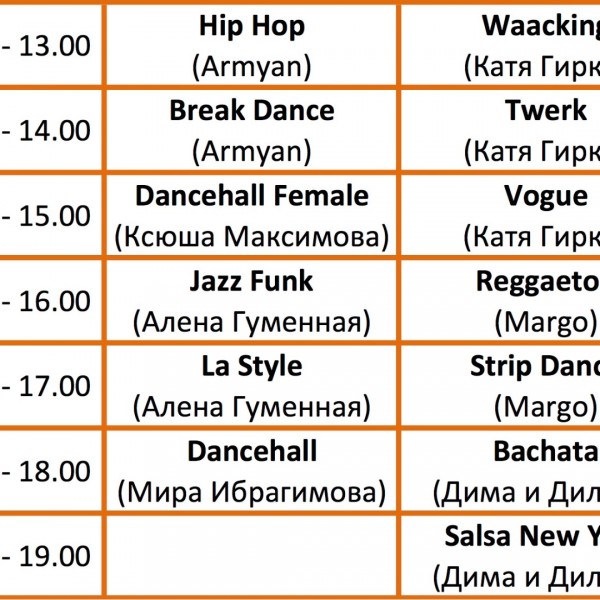 - 13.00
Hip Hop
(Armyan)
Waacking
(Катя Гирк
- 14.00
Break Dance
(Armyan)
Twerk
(Катя Гирк
- 15.00
Dancehall Female
(Ксюша Максимова)
Vogue
(Катя Гирк
- 16.00
Jazz Funk
(Алена Гуменная)
Reggaeto
(Margo)
- 17.00
La Style
(Алена Гуменная)
Strip Danc
(Margo)
- 18.00
Dancehall
(Мира Ибрагимова)
Bachata
(Дима и Дил
- 19.00
Salsa New Y
(Дима и Дил